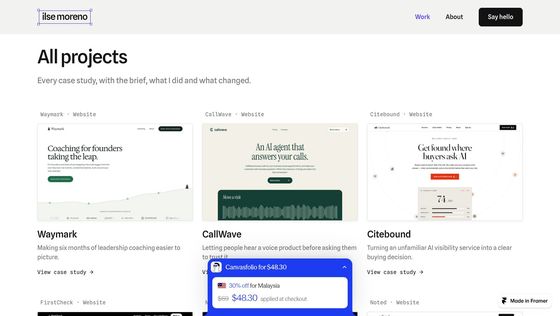 ilse moreno
Work
About
Say hello
All projects
Every case study, with the brief, what I did and what changed.
Waymark · Website
CallWave · Website
Citebound · Website
Waymark
Coaching for founders
taking the leap.
callwave
An AI agent that
answers your calls.
Get found where
buyers ask AI
74
Waymark
Making six months of leadership coaching easier to
picture.
View case study →
CallWave
Letting people hear a voice product before asking them
to trust it.
Citebound
Turning an unfamiliar AI visibility service into a clear
buying decision.
View case study →
Canvasfolio for $48.30
30% off for Malaysia
$69 $48.30 applied at checkout
FirstCheck · Website
Noted · Website
Made in Framer